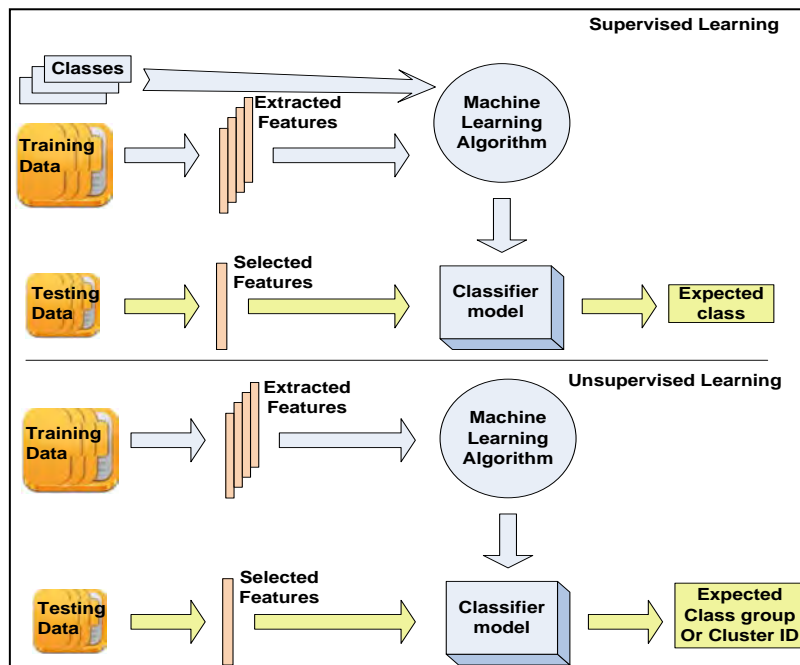 Supervised Learning
Classes
Extracted
Features
Machine
Learning
Algorithm
Training
Data
Selected
Features
Testing
Data
Classifier
model
Expected
class
Unsupervised Learning
Extracted
Features
Machine
Learning
Algorithm
Training
Data
Selected
Features
Testing
Data
Classifier
model
Expected
Class group
Or Cluster ID